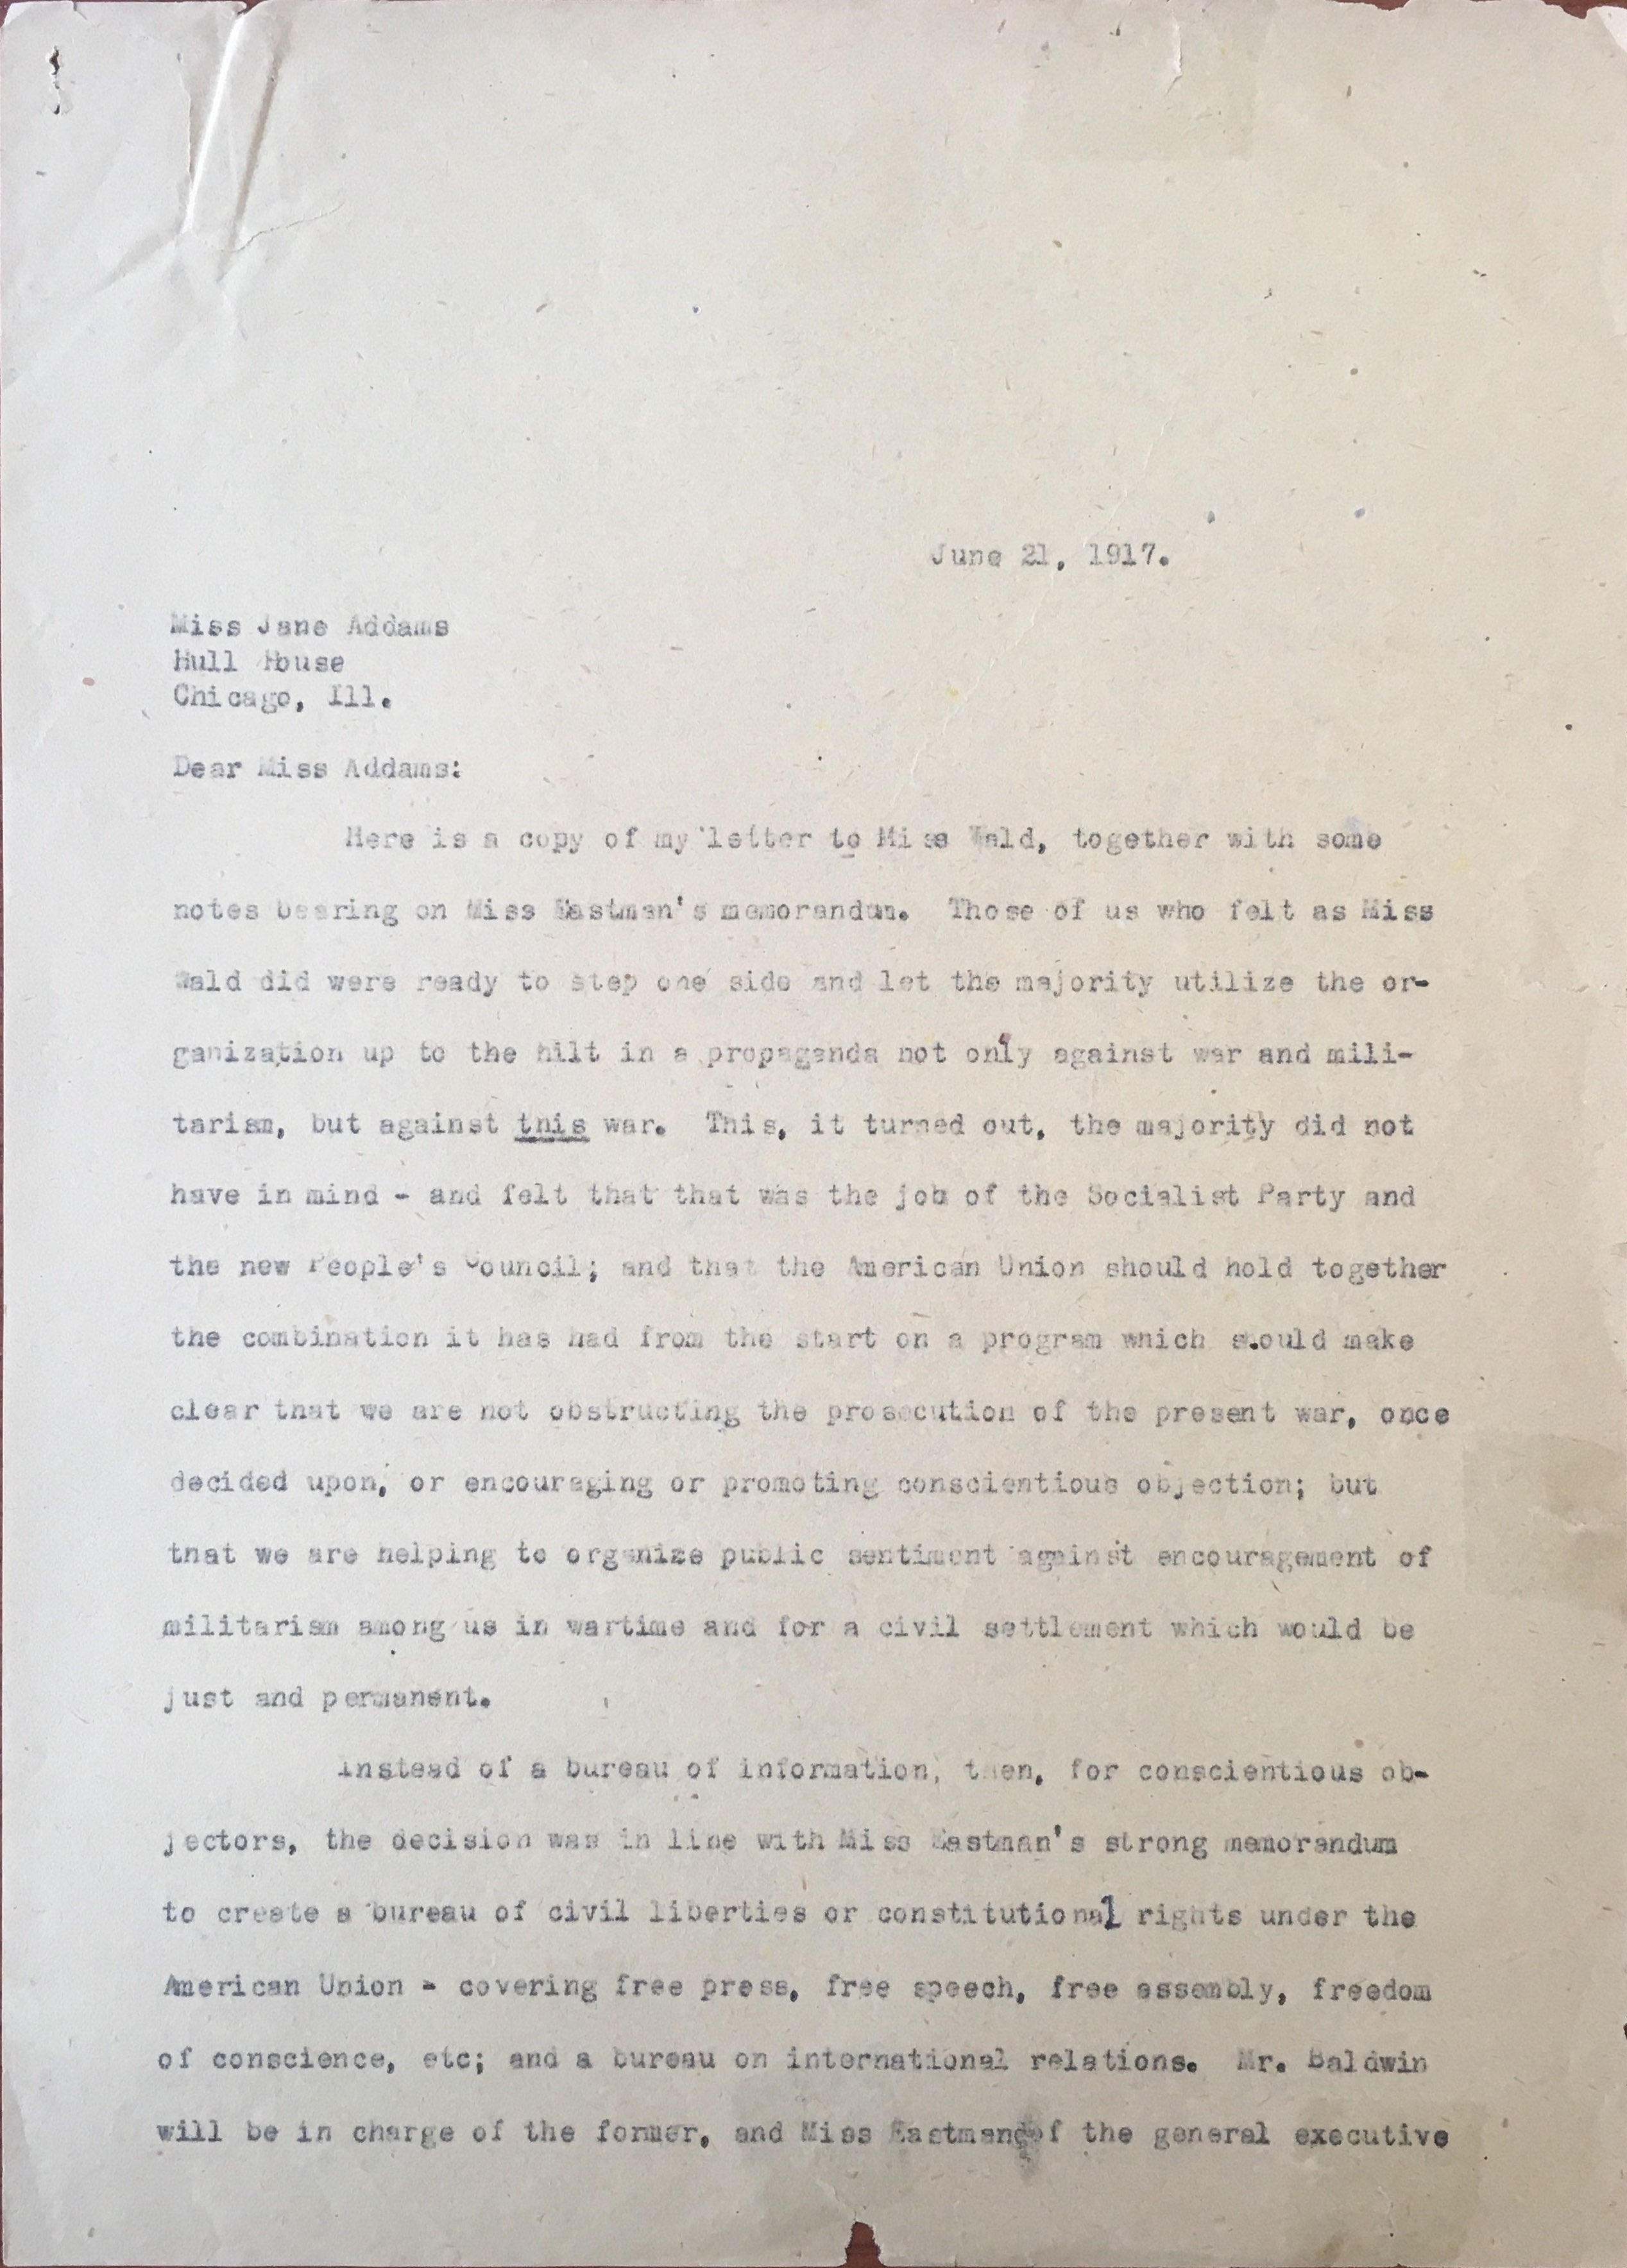 June 21, 1917.
Miss Jane Addams
Hull House
Chicago, Ill.
Dear Miss Addams:
Here is a copy of my letter to Miss Wald, together with some
notes bearing on Miss Eastman's memorandum. Those of us who felt as Miss
Wald did were ready to step one side and let the majority utilize the or-
ganization up to the hilt in a propaganda not only against war and mili-
tarism, but against this war. This, it turned out, the majority did not
have in mind - and felt that that was the job of the Socialist Party and
the new People's Council; and that the American Union should hold together
the combination it has had from the start on a program which should make
clear that we are not obstructing the prosecution of the present war, once
decided upon, or encouraging or promoting conscientious objection; but
that we are helping to organize public sentiment against encouragement of
militarism among us in wartime and for a civil settlement which would be
just and permanent.
Instead of a bureau of information, then, for conscientious ob-
jectors, the decision was in line with Miss Eastman's strong memorandum
to create a bureau of civil liberties or constitutional rights under the
American Union - covering free press, free speech, free assembly, freedom
of conscience, etc; and a bureau on international relations. Mr. Baldwin
will be in charge of the former, and Miss Eastman of the general executive